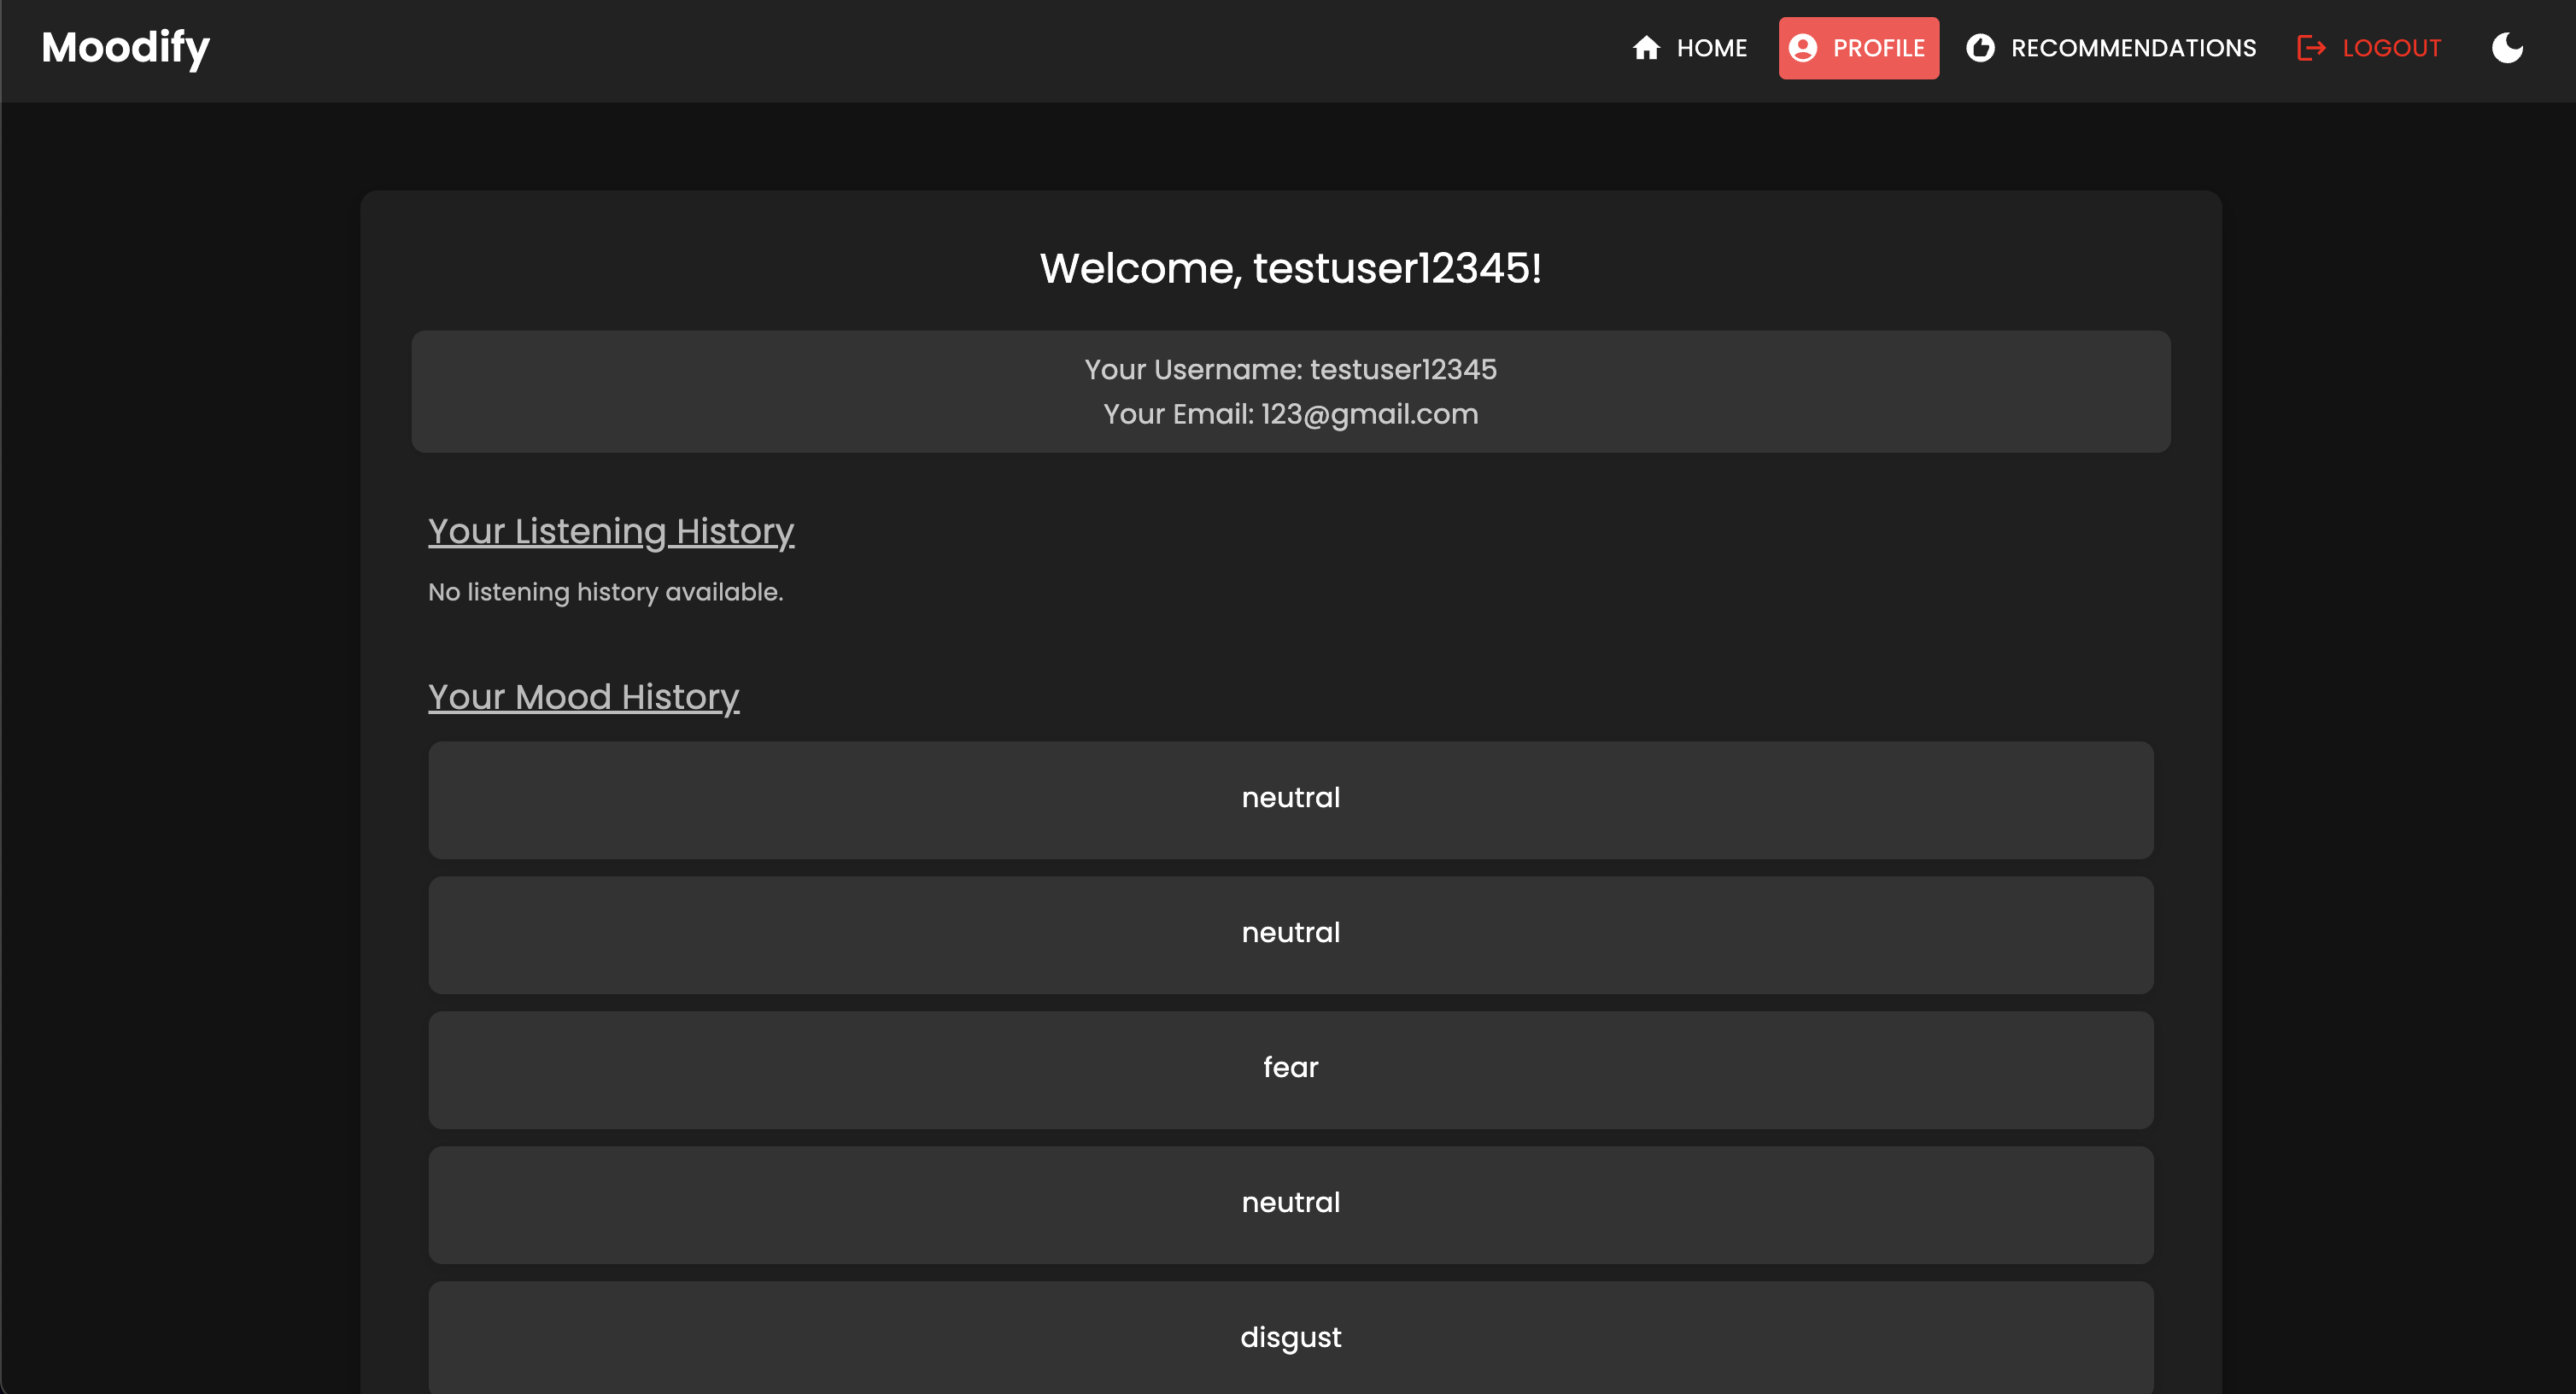 Moodify
HOME
PROFILE
RECOMMENDATIONS
LOGOUT
Welcome, testuser12345!
Your Username: testuser12345
Your Email: 123@gmail.com
Your Listening History
No listening history available.
Your Mood History
neutral
neutral
fear
neutral
disgust